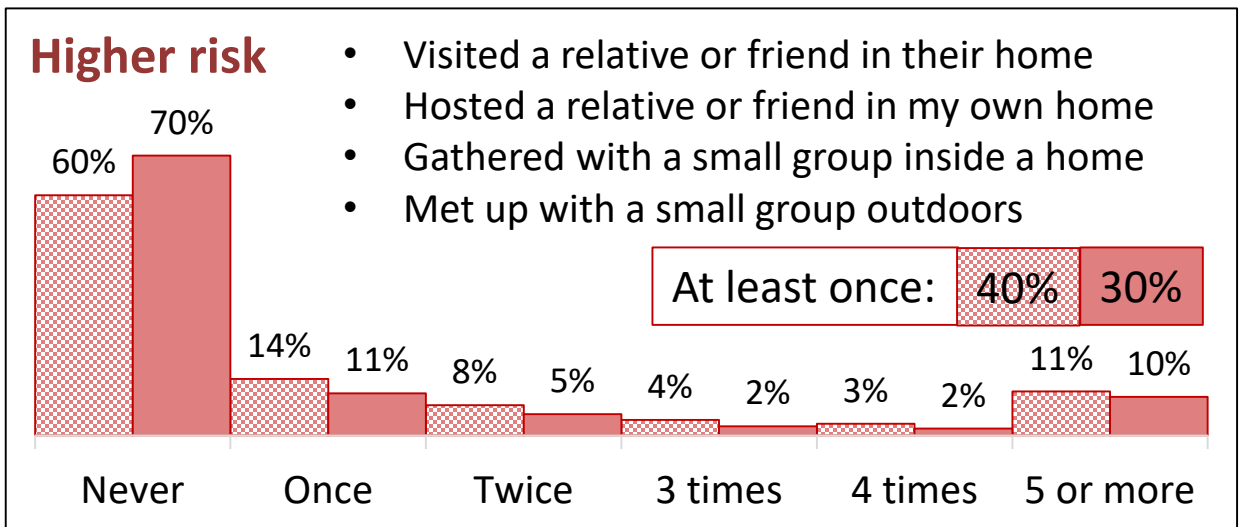 Higher risk
• Visited a relative or friend in their home
• Hosted a relative or friend in my own home
• Gathered with a small group inside a home
• Met up with a small group outdoors
At least once: 40% 30%
60% 70% 14% 11% 8% 5% 4% 2% 3% 2% 11% 10%
Never Once Twice 3 times 4 times 5 or more